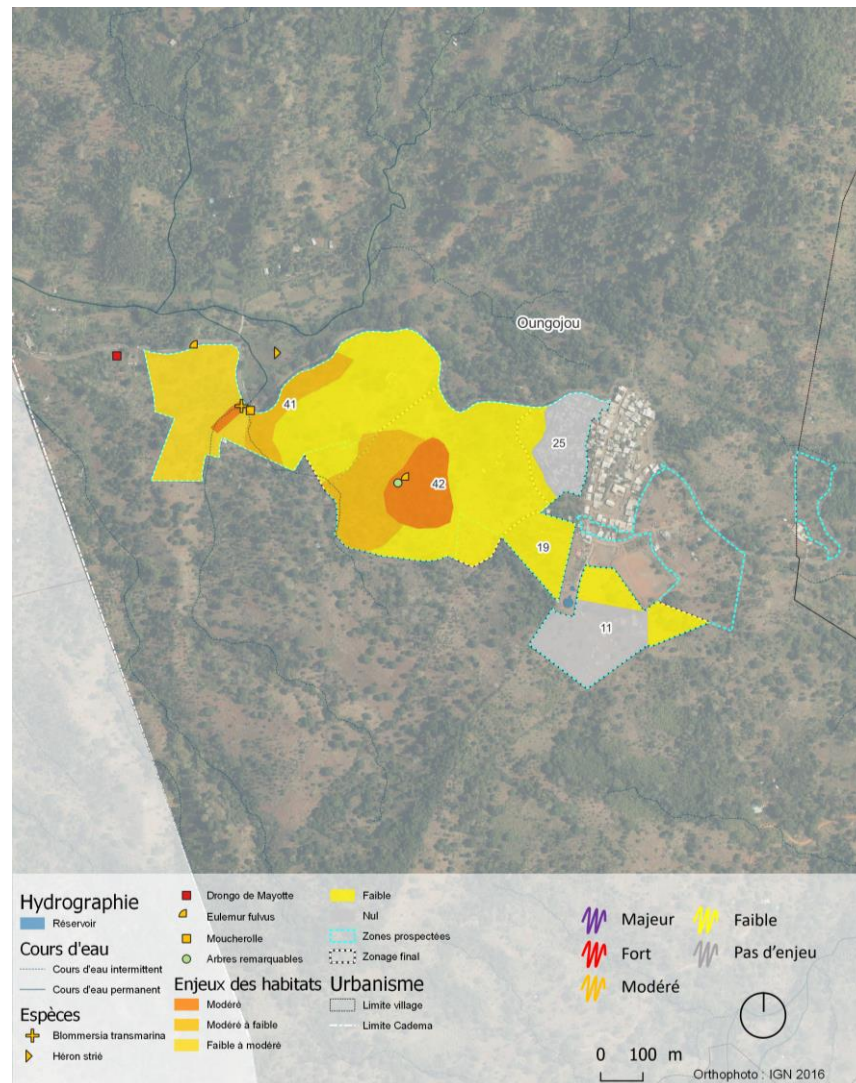 Oungojou
41
25
42
19
11
Hydrographie
Réservoir
Cours d'eau
Cours d'eau intermittent
Cours d'eau permanent
Espèces
Blommersia transmarina
Héron strié
Drongo de Mayotte
Eulemur fulvus
Moucherolle
Arbres remarquables
Enjeux des habitats
Modéré
Modéré à faible
Faible à modéré
Faible
Nul
Zones prospectées
Zonage final
Urbanisme
Limite village
Limite Cadema
Majeur
Fort
Modéré
Faible
Pas d'enjeu
0 100 m
Orthophoto : IGN 2016